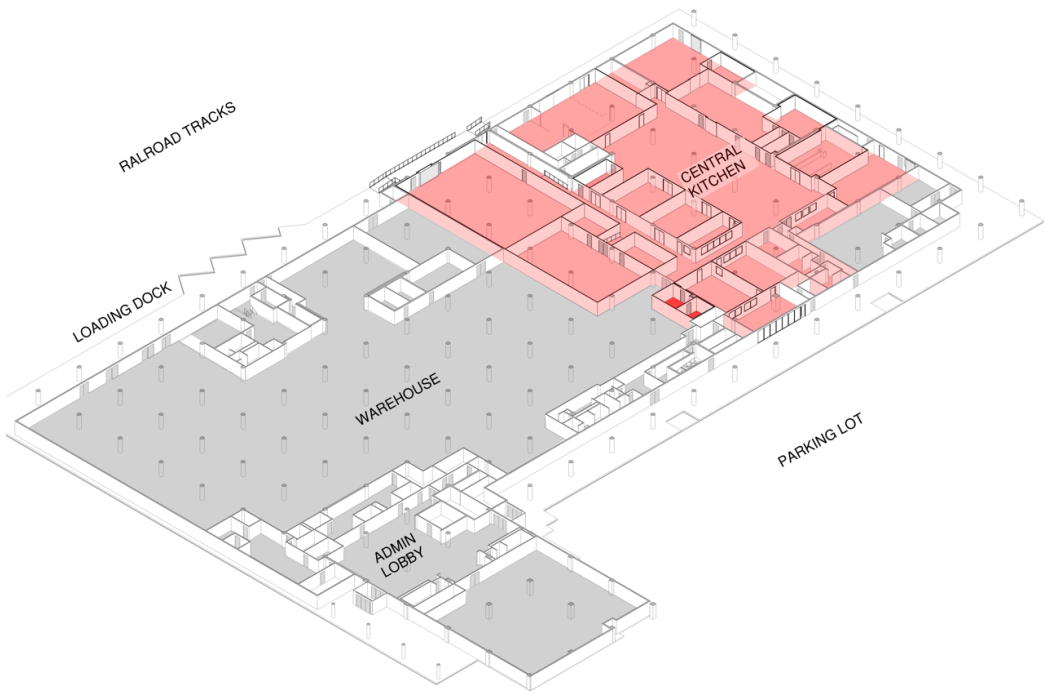 RALROAD TRACKS
CENTRAL
KITCHEN
LOADING DOCK
WAREHOUSE
PARKING LOT
ADMIN
LOBBY